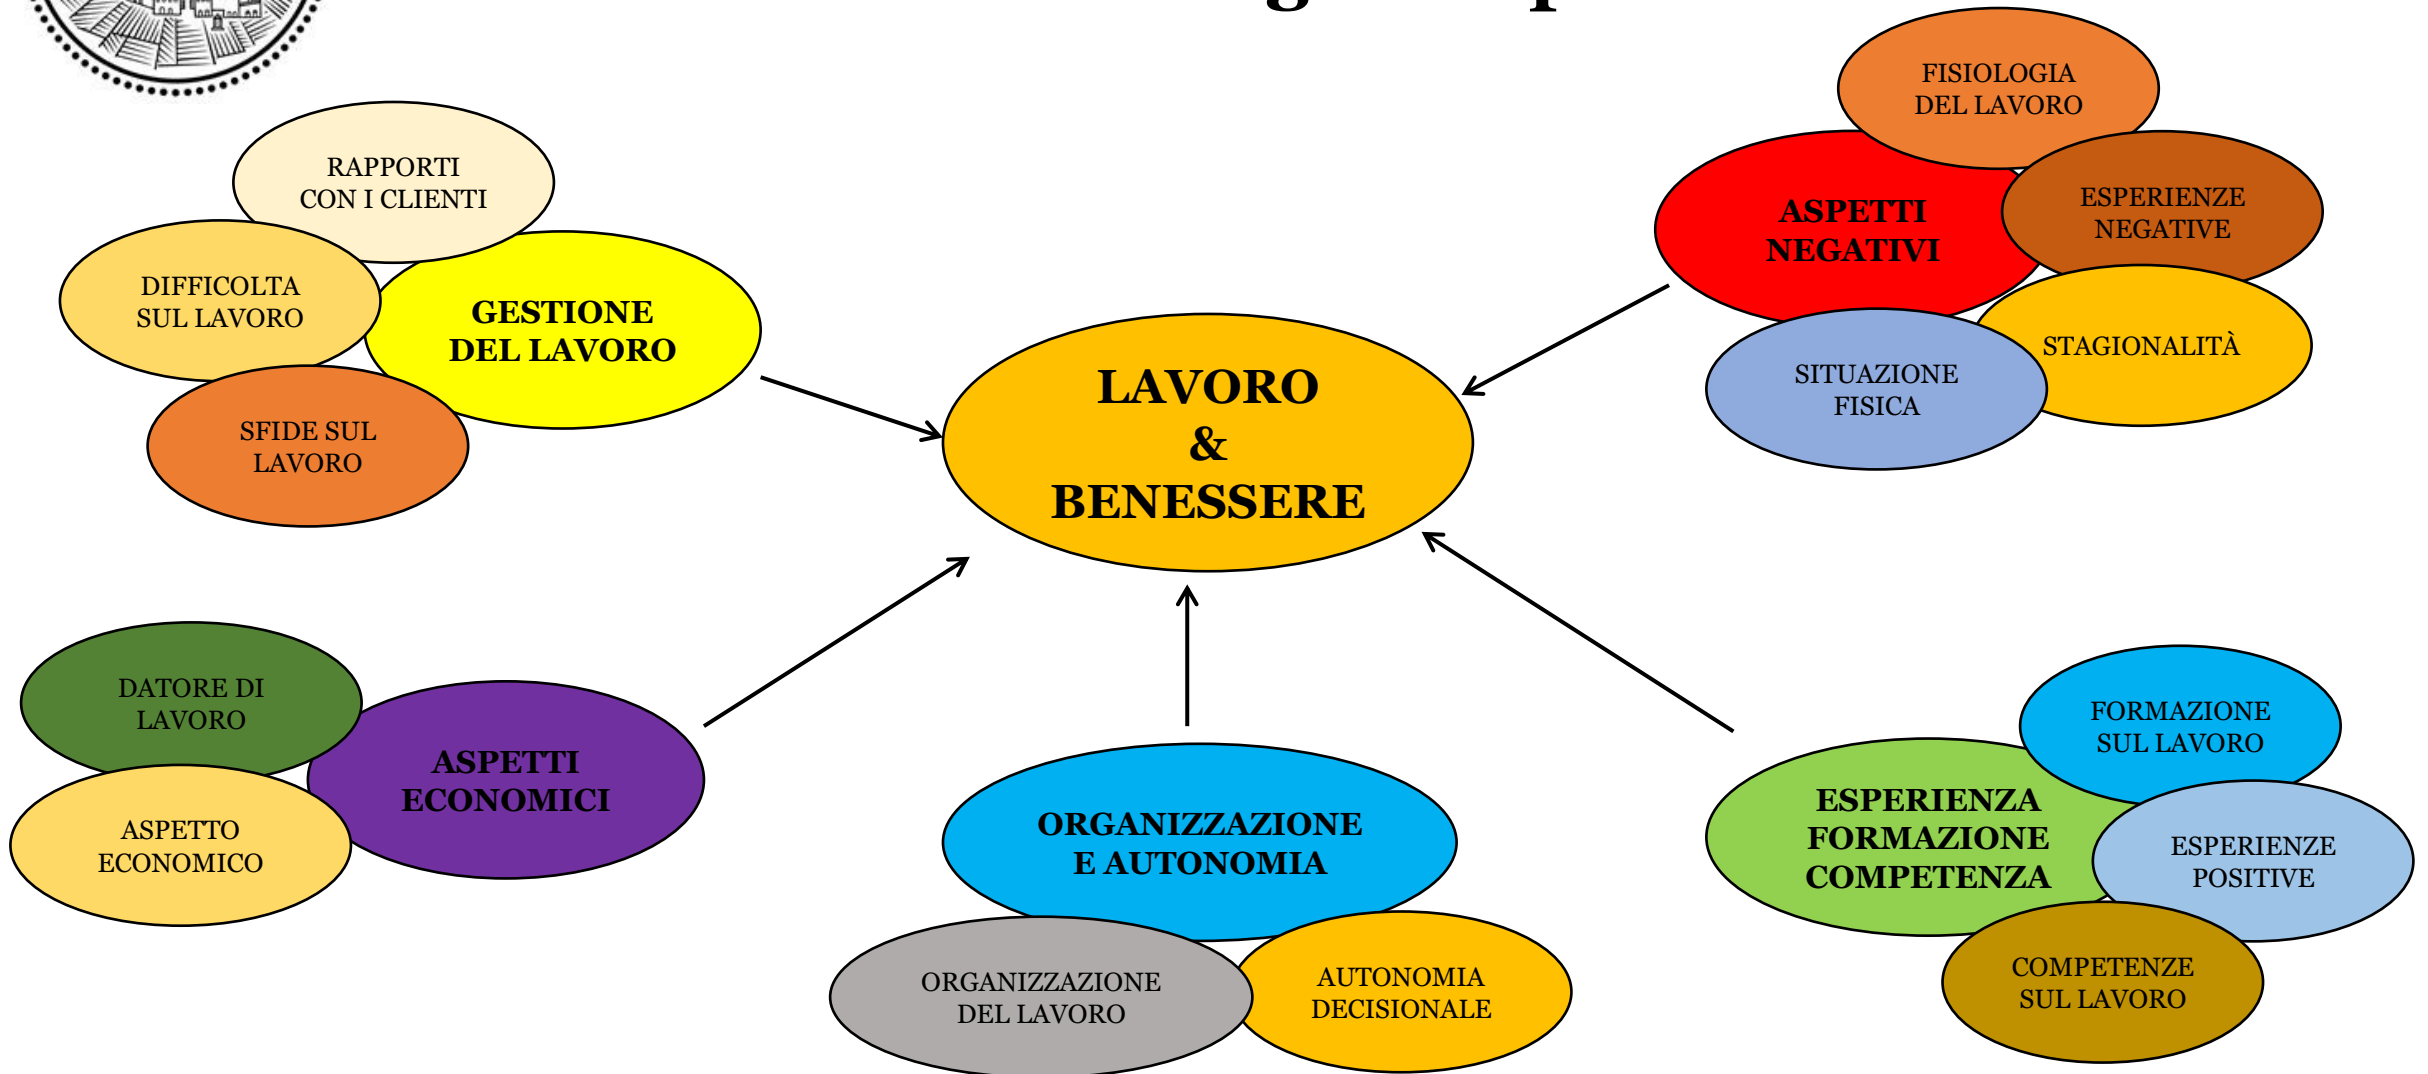 FISIOLOGIA
DEL LAVORO
RAPPORTI
CON I CLIENTI
ASPETTI
NEGATIVI
ESPERIENZE
NEGATIVE
DIFFICOLTA
SUL LAVORO
GESTIONE
DEL LAVORO
STAGIONALITÀ
SITUAZIONE
FISICA
SFIDE SUL
LAVORO
LAVORO
&
BENESSERE
DATORE DI
LAVORO
ASPETTI
ECONOMICI
ASPETTO
ECONOMICO
ORGANIZZAZIONE
E AUTONOMIA
ORGANIZZAZIONE
DEL LAVORO
AUTONOMIA
DECISIONALE
FORMAZIONE
SUL LAVORO
ESPERIENZA
FORMAZIONE
COMPETENZA
ESPERIENZE
POSITIVE
COMPETENZE
SUL LAVORO